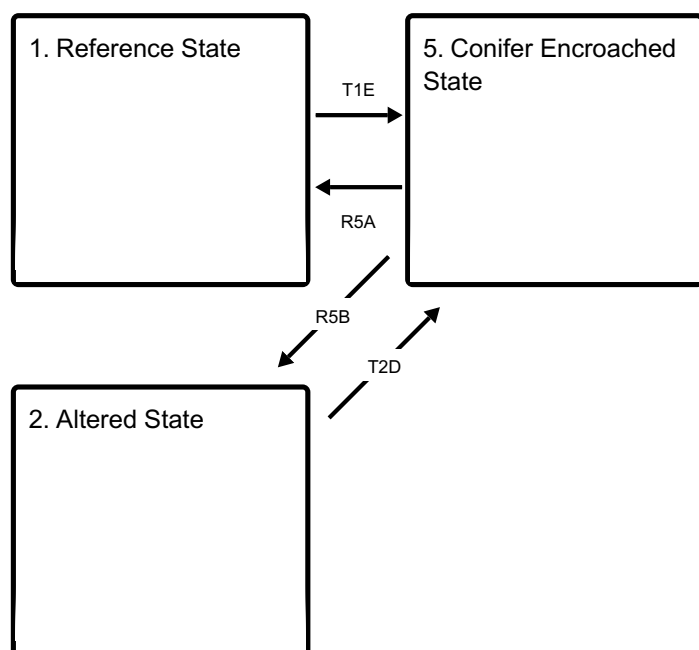 1. Reference State
5. Conifer Encroached
State
T1E
R5A
R5B
T2D
2. Altered State